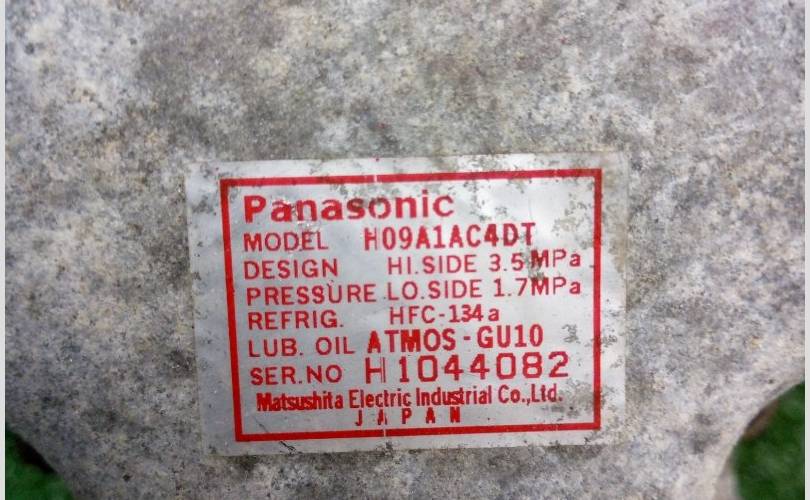 Panasonic
MODEL H09A1AC4DT
DESIGN HI.SIDE 3.5MPa
PRESSURE LO.SIDE 1.7MPa
REFRIG. HFC-134a
LUB. OIL ATMOS-GU10
SER.NO H1044082
Matsushita Electric Industrial Co.,Ltd.
JAPAN